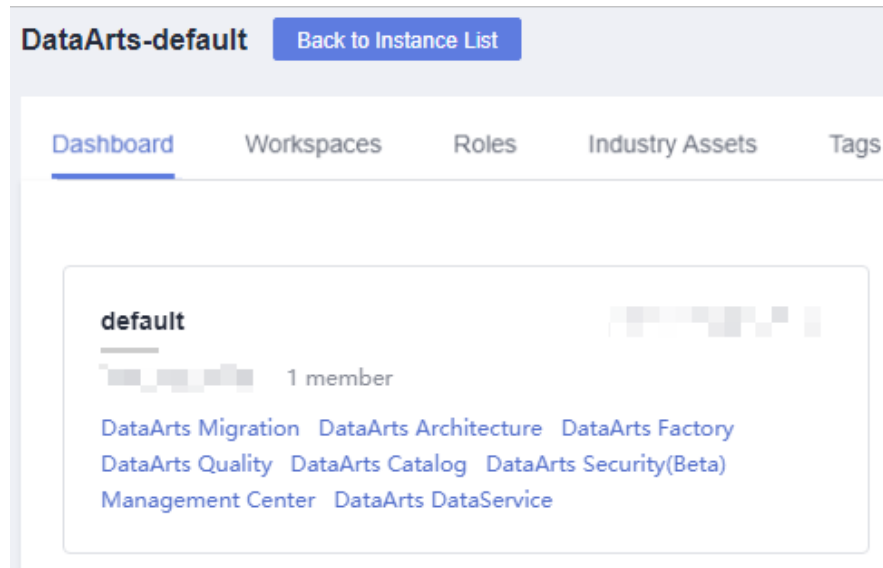 DataArts-default Back to Instance List
Dashboard Workspaces Roles Industry Assets Tags
default
1 member
DataArts Migration DataArts Architecture DataArts Factory
DataArts Quality DataArts Catalog DataArts Security(Beta)
Management Center DataArts DataService